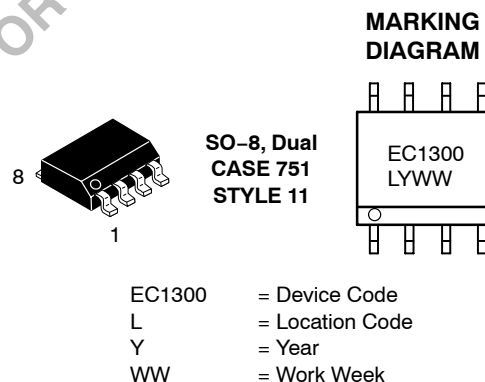 OR
MARKING
DIAGRAM
SO–8, Dual
CASE 751
STYLE 11
8
1
EC1300
LYWW
EC1300 = Device Code
L = Location Code
Y = Year
WW = Work Week